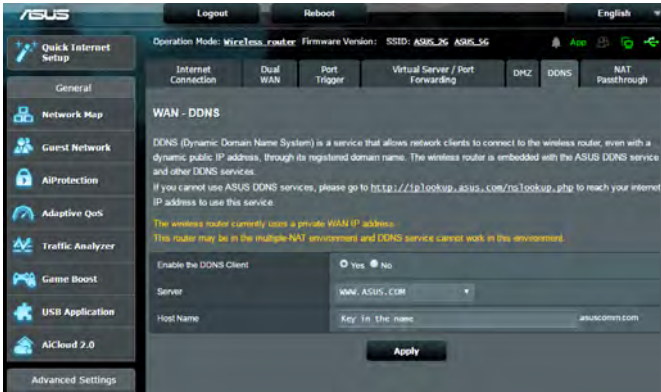 ASUS
Logout
Reboot
English
Quick Internet Setup
General
Network Map
Guest Network
AiProtection
Adaptive QoS
Traffic Analyzer
Game Boost
USB Application
AiCloud 2.0
Advanced Settings
Operation Mode: Wireless router Firmware Version: SSID: ASUS_2G ASUS_5G
App
Internet Connection
Dual WAN
Port Trigger
Virtual Server / Port Forwarding
DMZ
DDNS
NAT Passthrough
WAN - DDNS
DDNS (Dynamic Domain Name System) is a service that allows network clients to connect to the wireless router, even with a
dynamic public IP address, through its registered domain name. The wireless router is embedded with the ASUS DDNS service
and other DDNS services.
If you cannot use ASUS DDNS services, please go to http://iplookup.asus.com/nslookup.php to reach your internet
IP address to use this service.
The wireless router currently uses a private WAN IP address.
This router may be in the multiple-NAT environment and DDNS service cannot work in this environment.
Enable the DDNS Client
Yes No
Server
WWW.ASUS.COM
Host Name
Key in the name
asuscomm.com
Apply